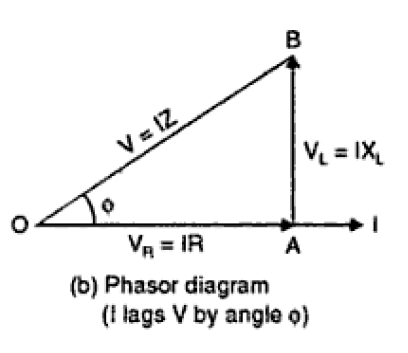 B
V = IZ
V_L = IX_L
O
φ
I
V_R = IR
A
(b) Phasor diagram
(I lags V by angle φ)